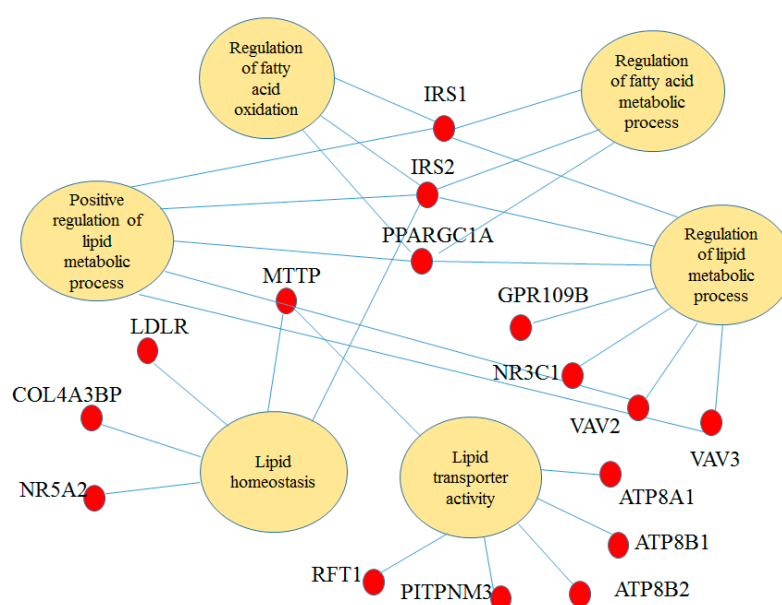 Regulation
of fatty
acid
oxidation
Regulation
of fatty acid
metabolic
process
IRS1
IRS2
Positive
regulation of
lipid
metabolic
process
PPARGC1A
Regulation
of lipid
metabolic
process
MTTP
GPR109B
LDLR
NR3C1
COL4A3BP
VAV2
VAV3
Lipid
homeostasis
Lipid
transporter
activity
NR5A2
ATP8A1
ATP8B1
RFT1
PITPNM3
ATP8B2